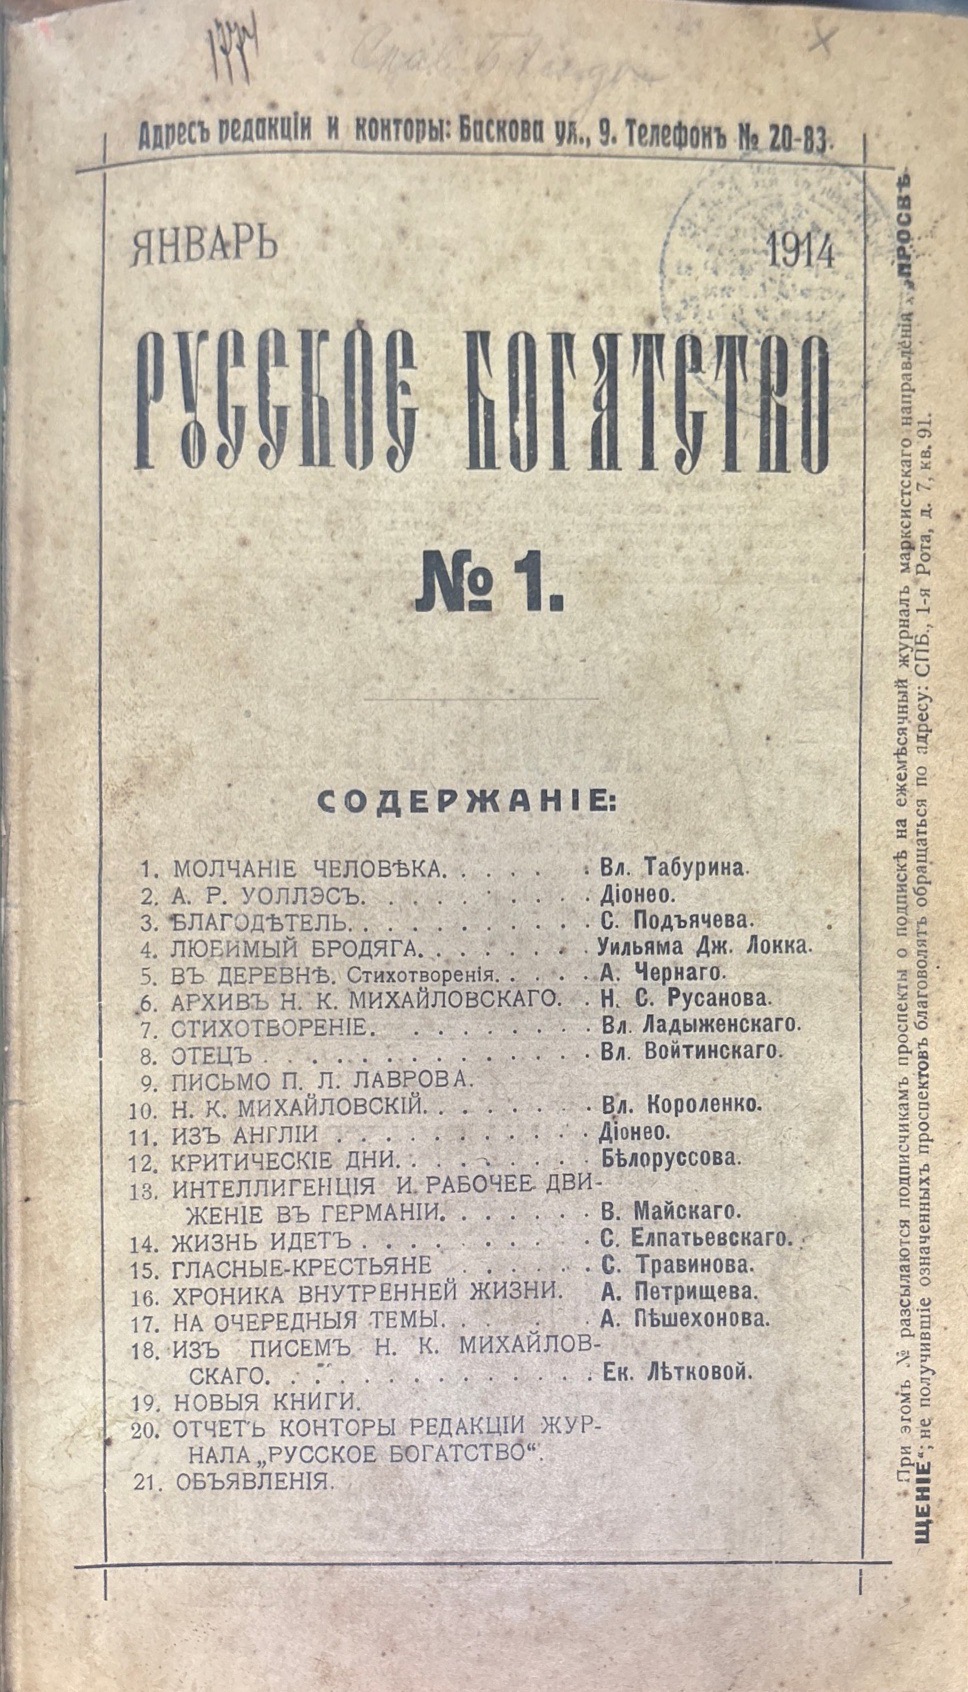 1774
Адресъ редакціи и конторы: Баскова ул., 9. Телефонъ № 20-83.
ЯНВАРЬ 1914
РУССКОЕ БОГАТСТВО
№ 1.
СОДЕРЖАНІЕ:
1. МОЛЧАНІЕ ЧЕЛОВѢКА. . . . . . Вл. Табурина.
2. А. Р. УОЛЛЭСЪ. . . . . . . . . Діонео.
3. БЛАГОДѢТЕЛЬ. . . . . . . . . . . С. Подъячева.
4. ЛЮБИМЫЙ БРОДЯГА. . . . . . . . Уильяма Дж. Локка.
5. ВЪ ДЕРЕВНѢ. Стихотворенія. . . . . А. Чернаго.
6. АРХИВЪ Н. К. МИХАЙЛОВСКАГО. . Н. С. Русанова.
7. СТИХОТВОРЕНІЕ. . . . . . . . . Вл. Ладыженскаго.
8. ОТЕЦЪ . . . . . . . . . . . . . Вл. Войтинскаго.
9. ПИСЬМО П. Л. ЛАВРОВА.
10. Н. К. МИХАЙЛОВСКІЙ. . . . . . . . Вл. Короленко.
11. ИЗЪ АНГЛІИ . . . . . . . . . . . Діонео.
12. КРИТИЧЕСКІЕ ДНИ. . . . . . . . . Бѣлоруссова.
13. ИНТЕЛЛИГЕНЦІЯ И РАБОЧЕЕ ДВИ-
ЖЕНІЕ ВЪ ГЕРМАНІИ. . . . . . . В. Майскаго.
14. ЖИЗНЬ ИДЕТЪ . . . . . . . . . . С. Елпатьевскаго.
15. ГЛАСНЫЕ-КРЕСТЬЯНЕ . . . . . . С. Травинова.
16. ХРОНИКА ВНУТРЕННЕЙ ЖИЗНИ. А. Петрищева.
17. НА ОЧЕРЕДНЫЯ ТЕМЫ. . . . . А. Пѣшехонова.
18. ИЗЪ ПИСЕМЪ Н. К. МИХАЙЛОВ-
СКАГО. . . . . . . . . . . . . Ек. Лѣтковой.
19. НОВЫЯ КНИГИ.
20. ОТЧЕТЪ КОНТОРЫ РЕДАКЦІИ ЖУР-
НАЛА „РУССКОЕ БОГАТСТВО“.
21. ОБЪЯВЛЕНІЯ.
При этомъ № разсылаются подписчикамъ проспекты о подпискѣ на ежемѣсячный журналъ марксистскаго направленія „ПРОСВѢ-
ЩЕНІЕ“; не получившіе означенныхъ проспектовъ благоволятъ обращаться по адресу: СПБ., 1-я Рота, д. 7, кв. 91.